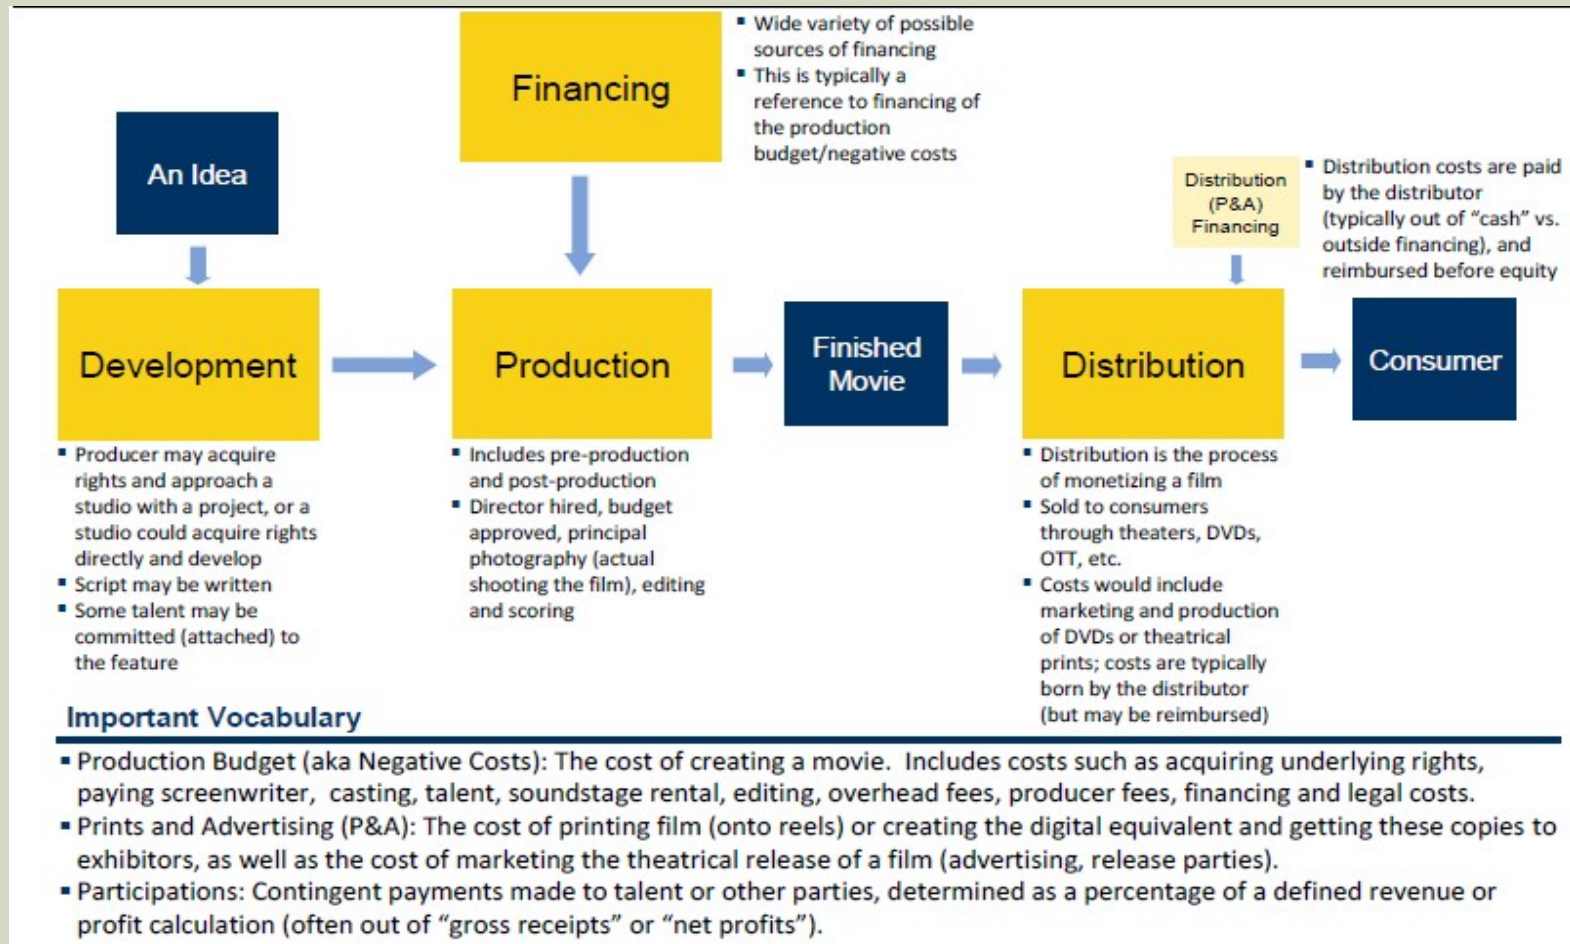 An Idea
Financing
▪ Wide variety of possible
sources of financing
▪ This is typically a
reference to financing of
the production
budget/negative costs
Distribution
(P&A)
Financing
▪ Distribution costs are paid
by the distributor
(typically out of “cash” vs.
outside financing), and
reimbursed before equity
Development
Production
Finished
Movie
Distribution
Consumer
▪ Producer may acquire
rights and approach a
studio with a project, or a
studio could acquire rights
directly and develop
▪ Script may be written
▪ Some talent may be
committed (attached) to
the feature
▪ Includes pre-production
and post-production
▪ Director hired, budget
approved, principal
photography (actual
shooting the film), editing
and scoring
▪ Distribution is the process
of monetizing a film
▪ Sold to consumers
through theaters, DVDs,
OTT, etc.
▪ Costs would include
marketing and production
of DVDs or theatrical
prints; costs are typically
born by the distributor
(but may be reimbursed)
Important Vocabulary
▪ Production Budget (aka Negative Costs): The cost of creating a movie. Includes costs such as acquiring underlying rights,
paying screenwriter, casting, talent, soundstage rental, editing, overhead fees, producer fees, financing and legal costs.
▪ Prints and Advertising (P&A): The cost of printing film (onto reels) or creating the digital equivalent and getting these copies to
exhibitors, as well as the cost of marketing the theatrical release of a film (advertising, release parties).
▪ Participations: Contingent payments made to talent or other parties, determined as a percentage of a defined revenue or
profit calculation (often out of “gross receipts” or “net profits”).